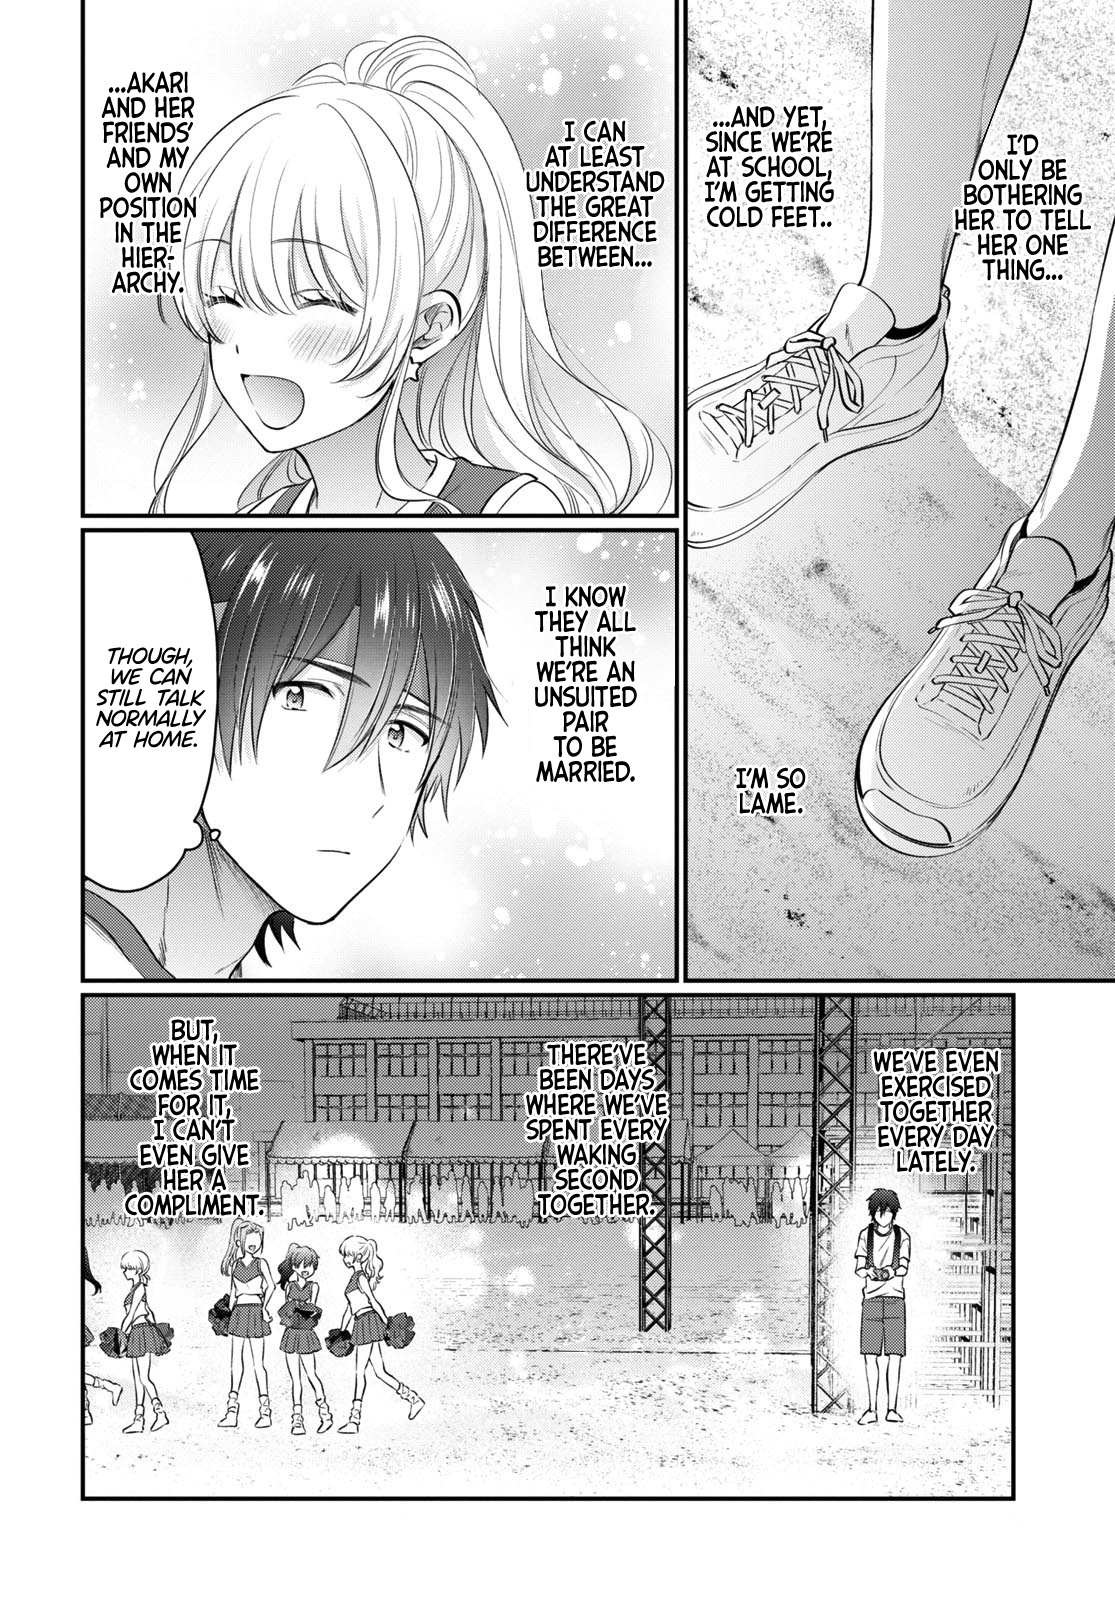 I'D
ONLY BE
BOTHERING
HER TO TELL
HER ONE
THING...
...AND YET,
SINCE WE'RE
AT SCHOOL,
I'M GETTING
COLD FEET..
I'M SO
LAME.
I CAN
AT LEAST
UNDERSTAND
THE GREAT
DIFFERENCE
BETWEEN...
...AKARI
AND HER
FRIENDS'
AND MY
OWN
POSITION
IN THE
HIER-
ARCHY.
I KNOW
THEY ALL
THINK
WE'RE AN
UNSUITED
PAIR
TO BE
MARRIED.
THOUGH,
WE CAN
STILL TALK
NORMALLY
AT HOME.
WE'VE EVEN
EXERCISED
TOGETHER
EVERY DAY
LATELY.
THERE'VE
BEEN DAYS
WHERE WE'VE
SPENT EVERY
WAKING
SECOND
TOGETHER.
BUT,
WHEN IT
COMES TIME
FOR IT,
I CAN'T
EVEN GIVE
HER A
COMPLIMENT.